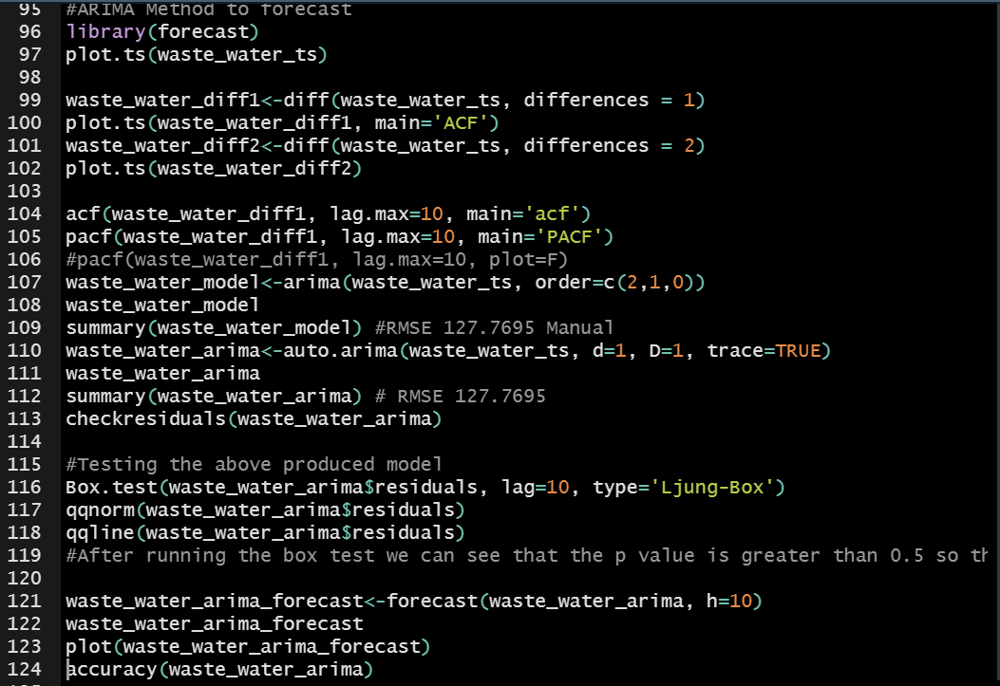 95 #ARIMA Method to forecast
96 library(forecast)
97 plot.ts(waste_water_ts)
98
99 waste_water_diff1<-diff(waste_water_ts, differences = 1)
100 plot.ts(waste_water_diff1, main='ACF')
101 waste_water_diff2<-diff(waste_water_ts, differences = 2)
102 plot.ts(waste_water_diff2)
103
104 acf(waste_water_diff1, lag.max=10, main='acf')
105 pacf(waste_water_diff1, lag.max=10, main='PACF')
106 #pacf(waste_water_diff1, lag.max=10, plot=F)
107 waste_water_model<-arima(waste_water_ts, order=c(2,1,0))
108 waste_water_model
109 summary(waste_water_model) #RMSE 127.7695 Manual
110 waste_water_arima<-auto.arima(waste_water_ts, d=1, D=1, trace=TRUE)
111 waste_water_arima
112 summary(waste_water_arima) # RMSE 127.7695
113 checkresiduals(waste_water_arima)
114
115 #Testing the above produced model
116 Box.test(waste_water_arima$residuals, lag=10, type='Ljung-Box')
117 qqnorm(waste_water_arima$residuals)
118 qqline(waste_water_arima$residuals)
119 #After running the box test we can see that the p value is greater than 0.5 so th
120
121 waste_water_arima_forecast<-forecast(waste_water_arima, h=10)
122 waste_water_arima_forecast
123 plot(waste_water_arima_forecast)
124 accuracy(waste_water_arima)